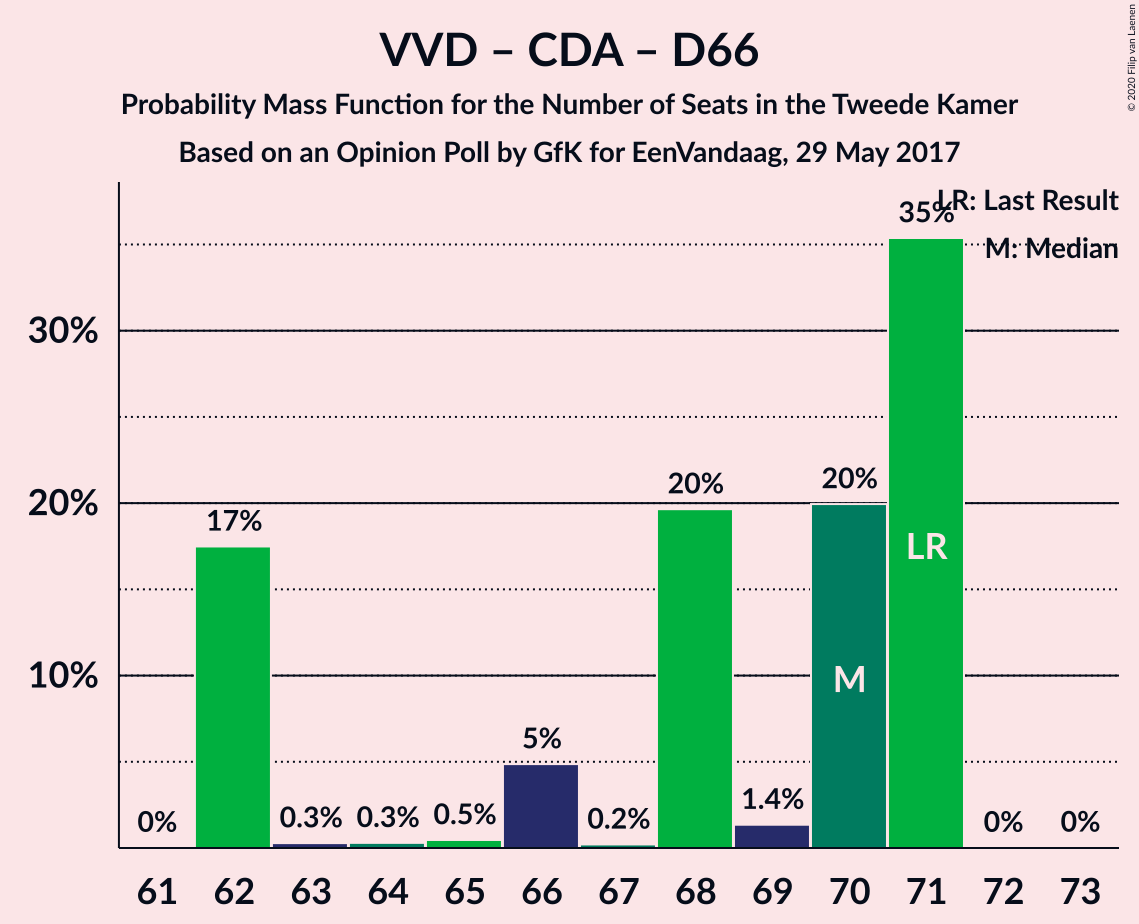 VVD – CDA – D66
Probability Mass Function for the Number of Seats in the Tweede Kamer
Based on an Opinion Poll by GfK for EenVandaag, 29 May 2017
© 2020 Filip van Laenen
LR: Last Result
M: Median
30%
20%
10%
0%
17%
0.3%
0.3%
0.5%
5%
0.2%
20%
1.4%
20%
35%
0%
0%
M
LR
61 62 63 64 65 66 67 68 69 70 71 72 73